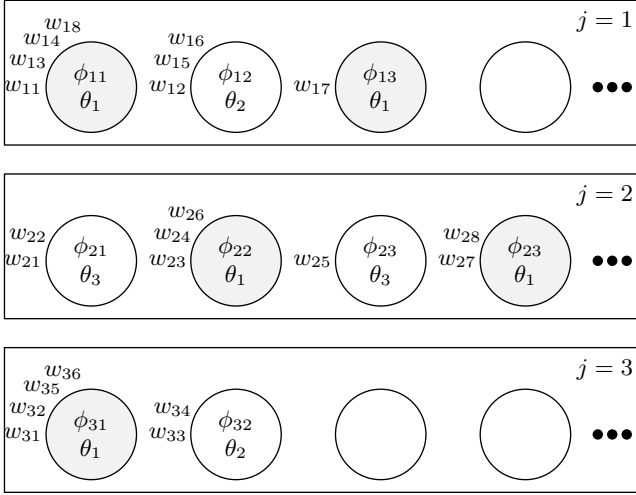 w₁₈ j = 1
w₁₄ w₁₆
w₁₃ ϕ₁₁ w₁₅ ϕ₁₂ ϕ₁₃
w₁₁ θ₁ w₁₂ θ₂ w₁₇ θ₁ •••
w₂₆ j = 2
w₂₂ ϕ₂₁ w₂₄ ϕ₂₂ ϕ₂₃ w₂₈ ϕ₂₃
w₂₁ θ₃ w₂₃ θ₁ w₂₅ θ₃ w₂₇ θ₁ •••
w₃₆ j = 3
w₃₅
w₃₂ ϕ₃₁ w₃₄ ϕ₃₂
w₃₁ θ₁ w₃₃ θ₂ •••